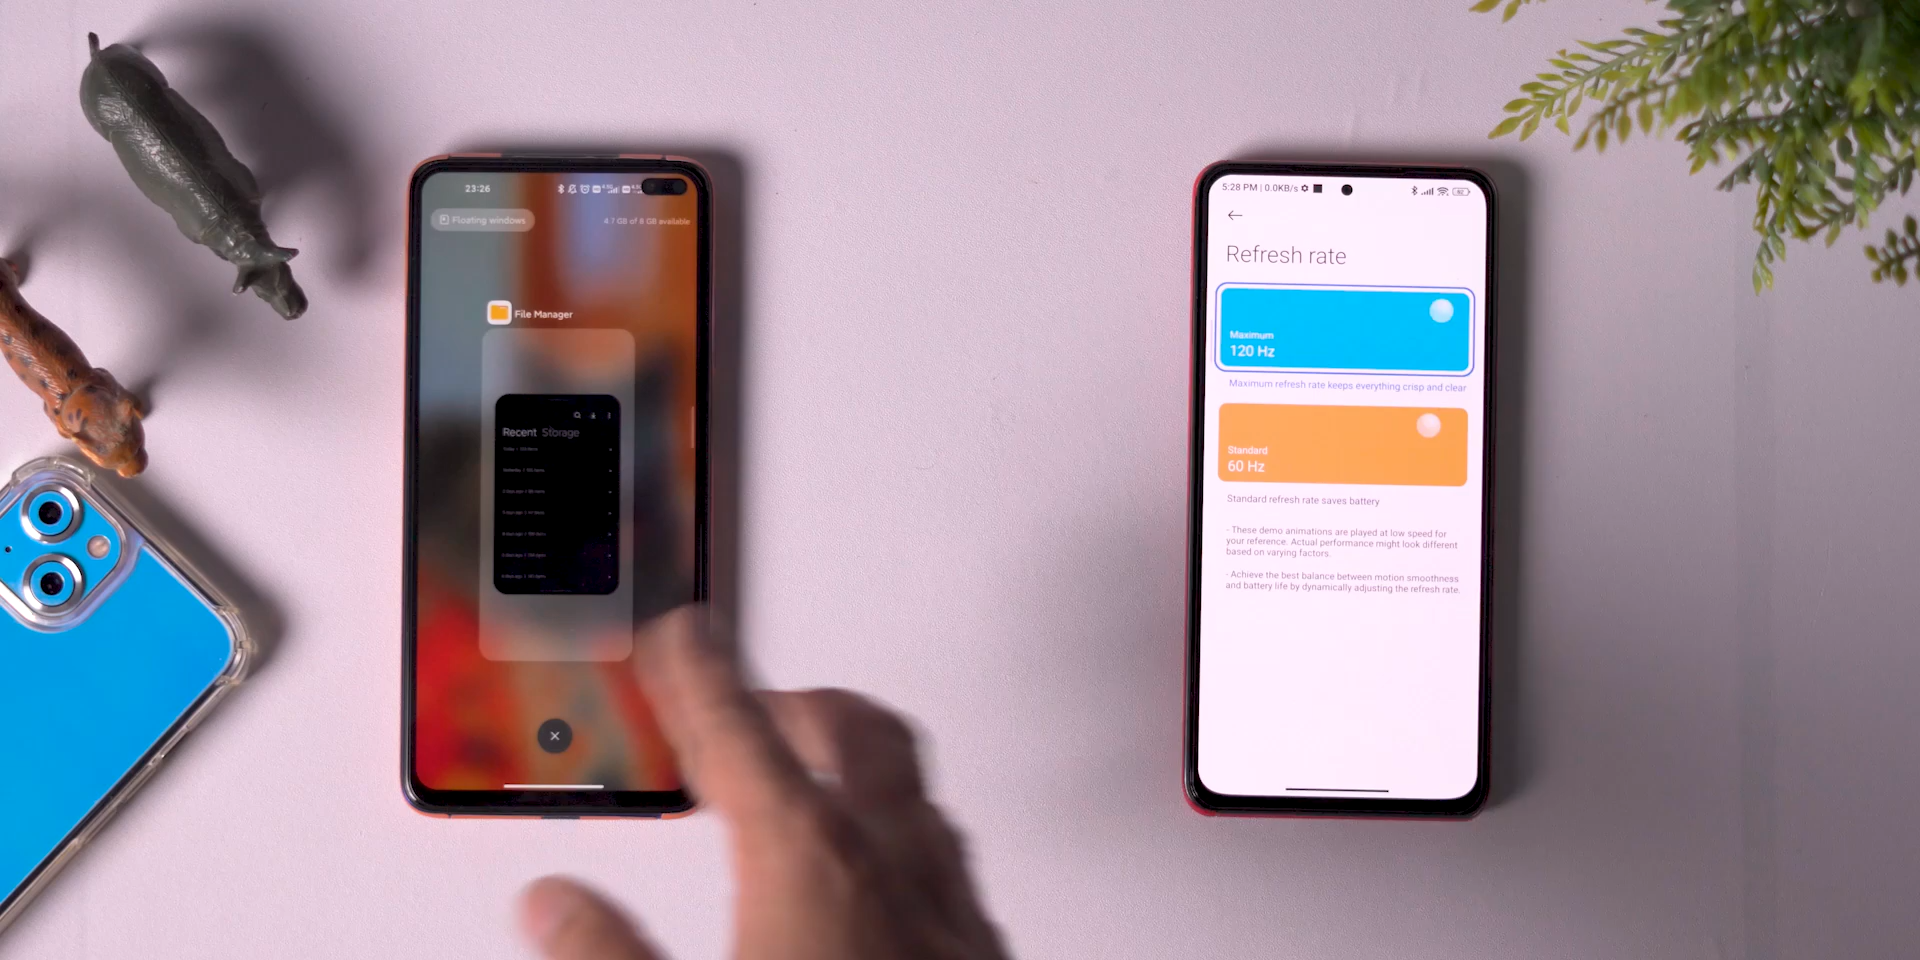 23:26
Floating windows
4.7 GB of 8 GB available
File Manager
Recent Storage
5:28 PM | 0.0KB/s
Refresh rate
Maximum
120 Hz
Maximum refresh rate keeps everything crisp and clear
Standard
60 Hz
Standard refresh rate saves battery
- These demo animations are played at low speed for
your reference. Actual performance might look different
based on varying factors.
- Achieve the best balance between motion smoothness
and battery life by dynamically adjusting the refresh rate.